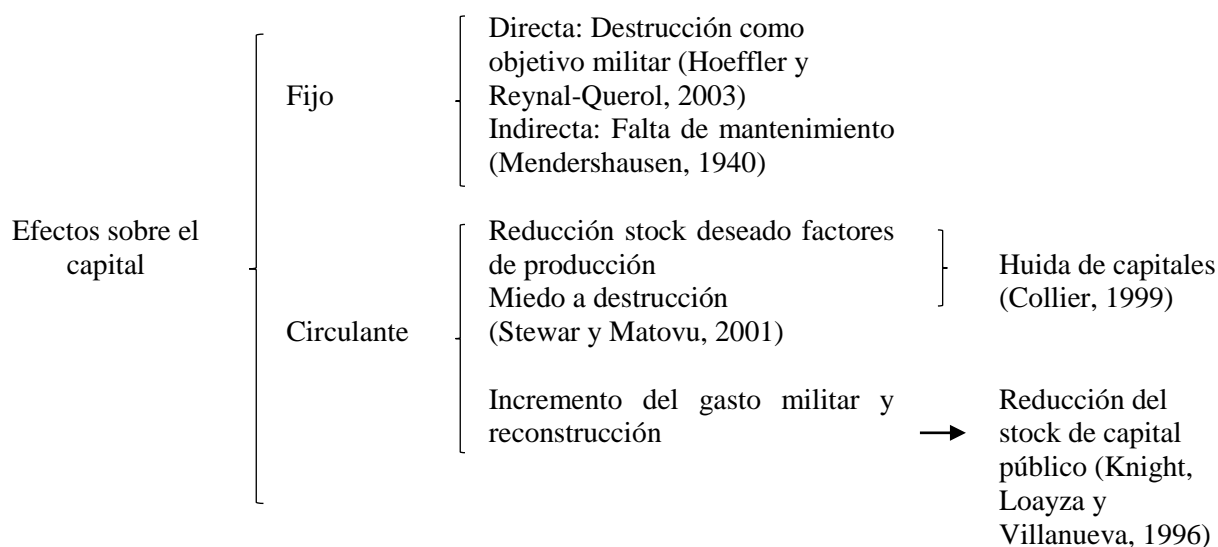 Efectos sobre el
capital
Fijo
Directa: Destrucción como
objetivo militar (Hoeffler y
Reynal-Querol, 2003)
Indirecta: Falta de mantenimiento
(Mendershausen, 1940)
Circulante
Reducción stock deseado factores
de producción
Miedo a destrucción
(Stewar y Matovu, 2001)
Huida de capitales
(Collier, 1999)
Incremento del gasto militar y
reconstrucción
Reducción del
stock de capital
público (Knight,
Loayza y
Villanueva, 1996)